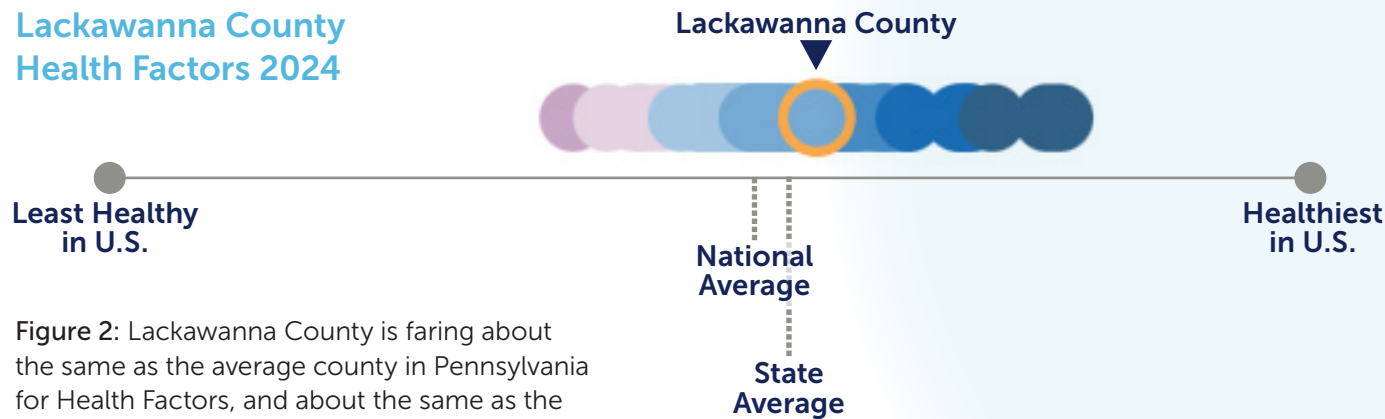 Lackawanna County
Health Factors 2024
Lackawanna County
Least Healthy
in U.S.
Healthiest
in U.S.
National
Average
State
Average
Figure 2: Lackawanna County is faring about
the same as the average county in Pennsylvania
for Health Factors, and about the same as the